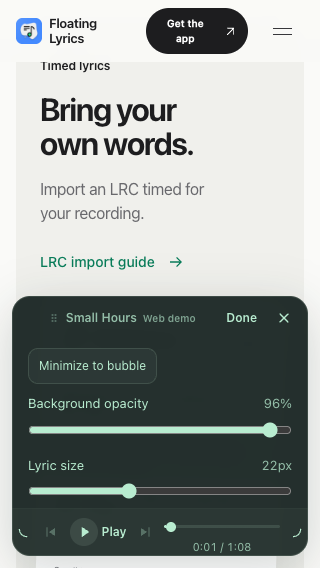 Floating
Lyrics
Get the
app
Timed lyrics
Bring your
own words.
Import an LRC timed for
your recording.
LRC import guide →
Small Hours Web demo Done
Minimize to bubble
Background opacity 96%
Lyric size 22px
Play
0:01 / 1:08